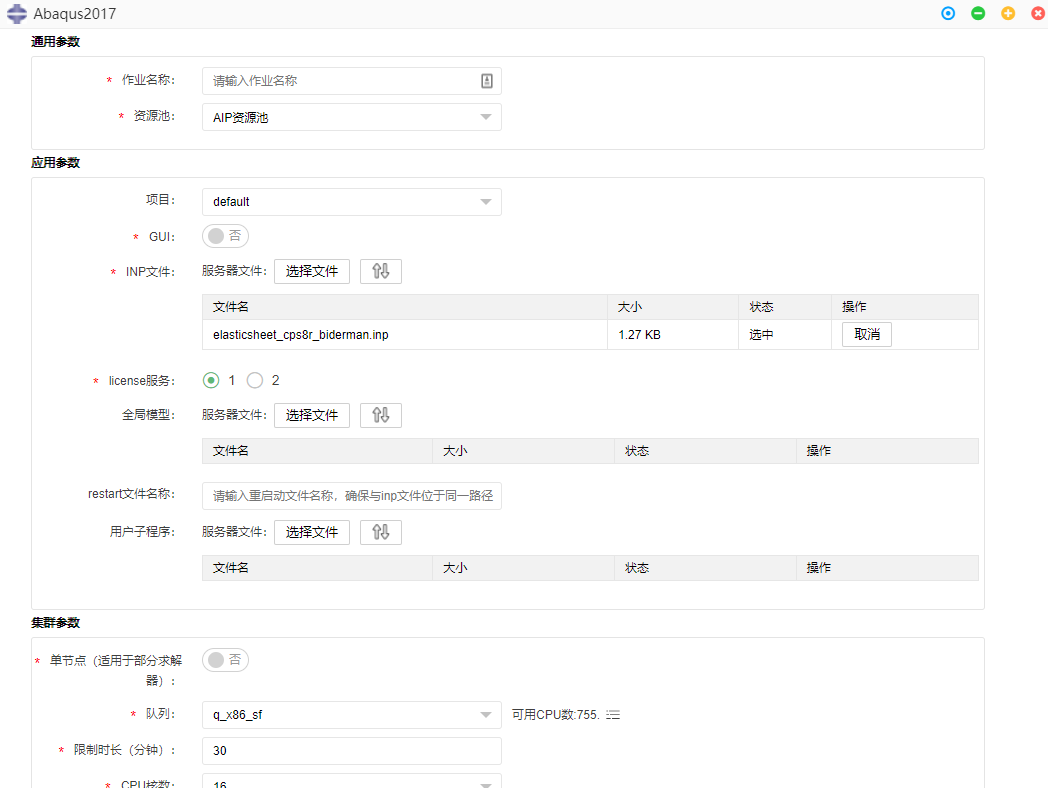 Abaqus2017
通用参数
* 作业名称: 请输入作业名称
* 资源池: AIP资源池
应用参数
项目: default
* GUI: 否
* INP文件: 服务器文件: 选择文件
文件名 大小 状态 操作
elasticsheet_cps8r_biderman.inp 1.27 KB 选中 取消
* license服务: 1 2
全局模型: 服务器文件: 选择文件
文件名 大小 状态 操作
restart文件名称: 请输入重启动文件名称，确保与inp文件位于同一路径
用户子程序: 服务器文件: 选择文件
文件名 大小 状态 操作
集群参数
* 单节点（适用于部分求解 否
器）:
* 队列: q_x86_sf 可用CPU数:755.
* 限制时长（分钟）: 30
* CPU核数: 16